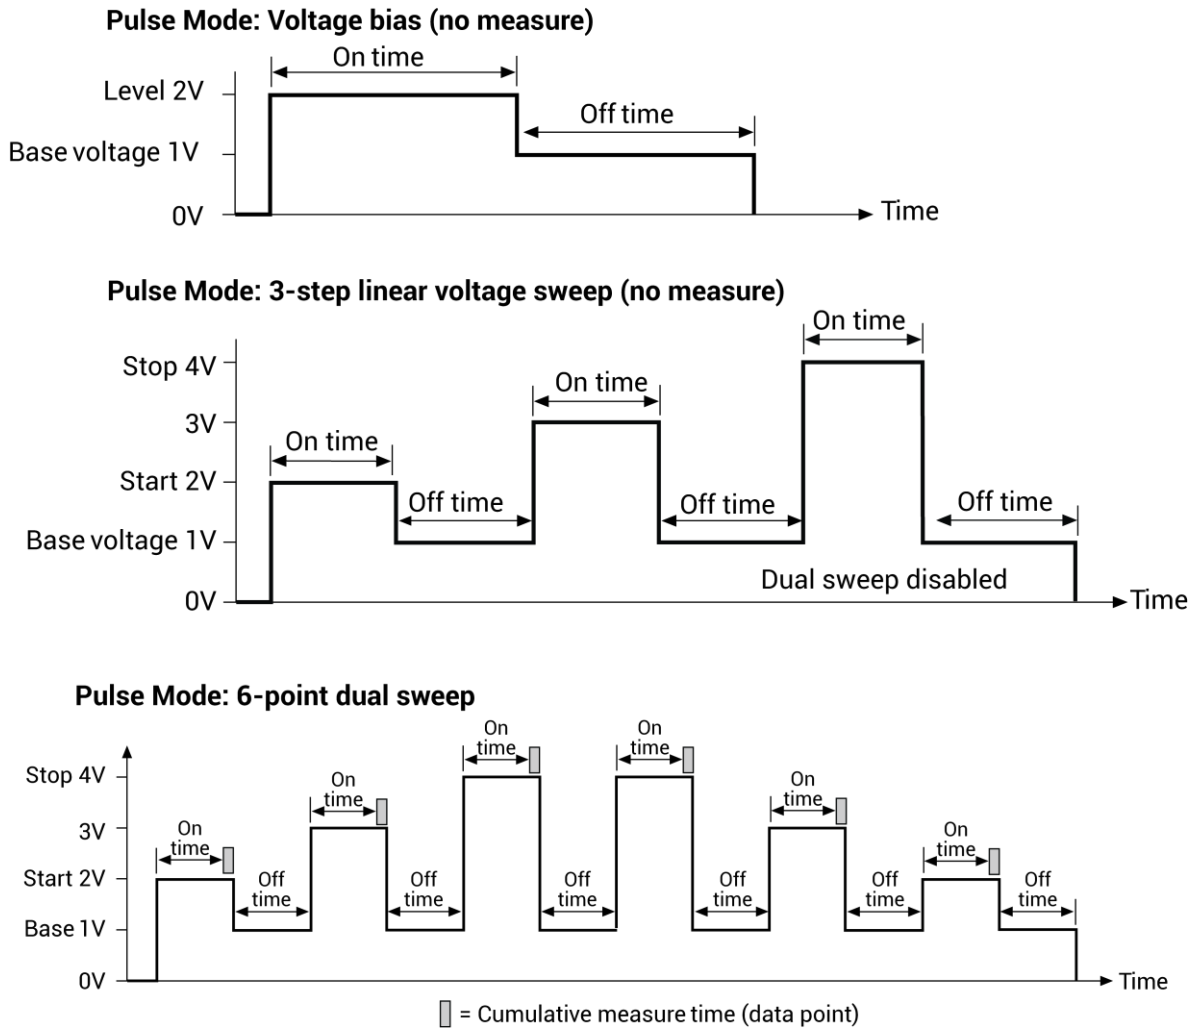 Pulse Mode: Voltage bias (no measure)
On time
Level 2V
Off time
Base voltage 1V
0V
Time
Pulse Mode: 3-step linear voltage sweep (no measure)
On time
Stop 4V
On time
3V
On time
Start 2V
Off time
Off time
Off time
Base voltage 1V
Dual sweep disabled
0V
Time
Pulse Mode: 6-point dual sweep
On
time
On
time
Stop 4V
On
time
On
time
3V
On
time
On
time
Start 2V
Off
time
Off
time
Off
time
Off
time
Off
time
Off
time
Base 1V
0V
Time
= Cumulative measure time (data point)